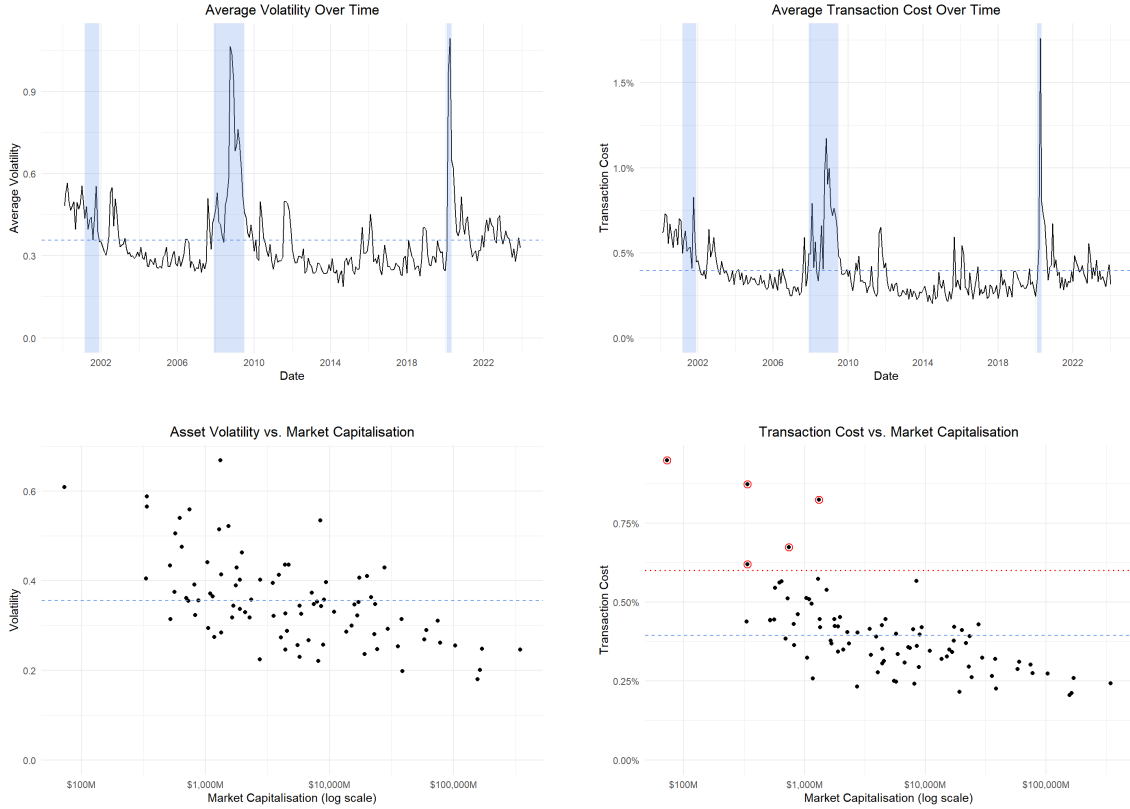 Average Volatility Over Time
Average Volatility
0.9
0.6
0.3
0.0
2002 2006 2010 2014 2018 2022
Date
Average Transaction Cost Over Time
Transaction Cost
1.5%
1.0%
0.5%
0.0%
2002 2006 2010 2014 2018 2022
Date
Asset Volatility vs. Market Capitalisation
Volatility
0.6
0.4
0.2
0.0
$100M $1,000M $10,000M $100,000M
Market Capitalisation (log scale)
Transaction Cost vs. Market Capitalisation
Transaction Cost
0.75%
0.50%
0.25%
0.00%
$100M $1,000M $10,000M $100,000M
Market Capitalisation (log scale)